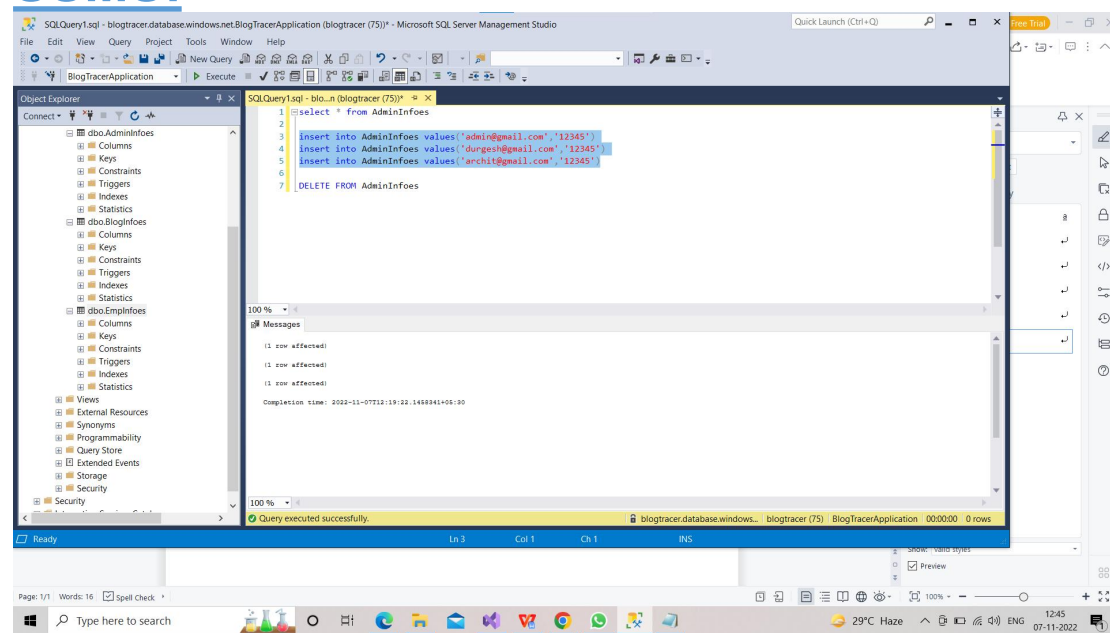 SQLQuery1.sql - blogtracer.database.windows.net.BlogTracerApplication (blogtracer (75))* - Microsoft SQL Server Management Studio
Quick Launch (Ctrl+Q)
Free Trial
File Edit View Query Project Tools Window Help
New Query
BlogTracerApplication
Execute
Object Explorer
SQLQuery1.sql - blo...n (blogtracer (75))*
Connect
dbo.AdminInfoes
Columns
Keys
Constraints
Triggers
Indexes
Statistics
dbo.BlogInfoes
Columns
Keys
Constraints
Triggers
Indexes
Statistics
dbo.EmpInfoes
Columns
Keys
Constraints
Triggers
Indexes
Statistics
Views
External Resources
Synonyms
Programmability
Query Store
Extended Events
Storage
Security
Security
1 select * from AdminInfoes
2
3 insert into AdminInfoes values('admin@gmail.com','12345')
4 insert into AdminInfoes values('durgesh@gmail.com','12345')
5 insert into AdminInfoes values('archit@gmail.com','12345')
6
7 DELETE FROM AdminInfoes
100 %
Messages
(1 row affected)
(1 row affected)
(1 row affected)
Completion time: 2022-11-07T12:19:22.1458341+05:30
100 %
Query executed successfully.
blogtracer.database.windows... blogtracer (75) BlogTracerApplication 00:00:00 0 rows
Ready
Ln 3 Col 1 Ch 1 INS
Show: Valid styles
Preview
Page: 1/1 Words: 16 Spell Check
100%
Type here to search
29°C Haze
ENG
12:45
07-11-2022